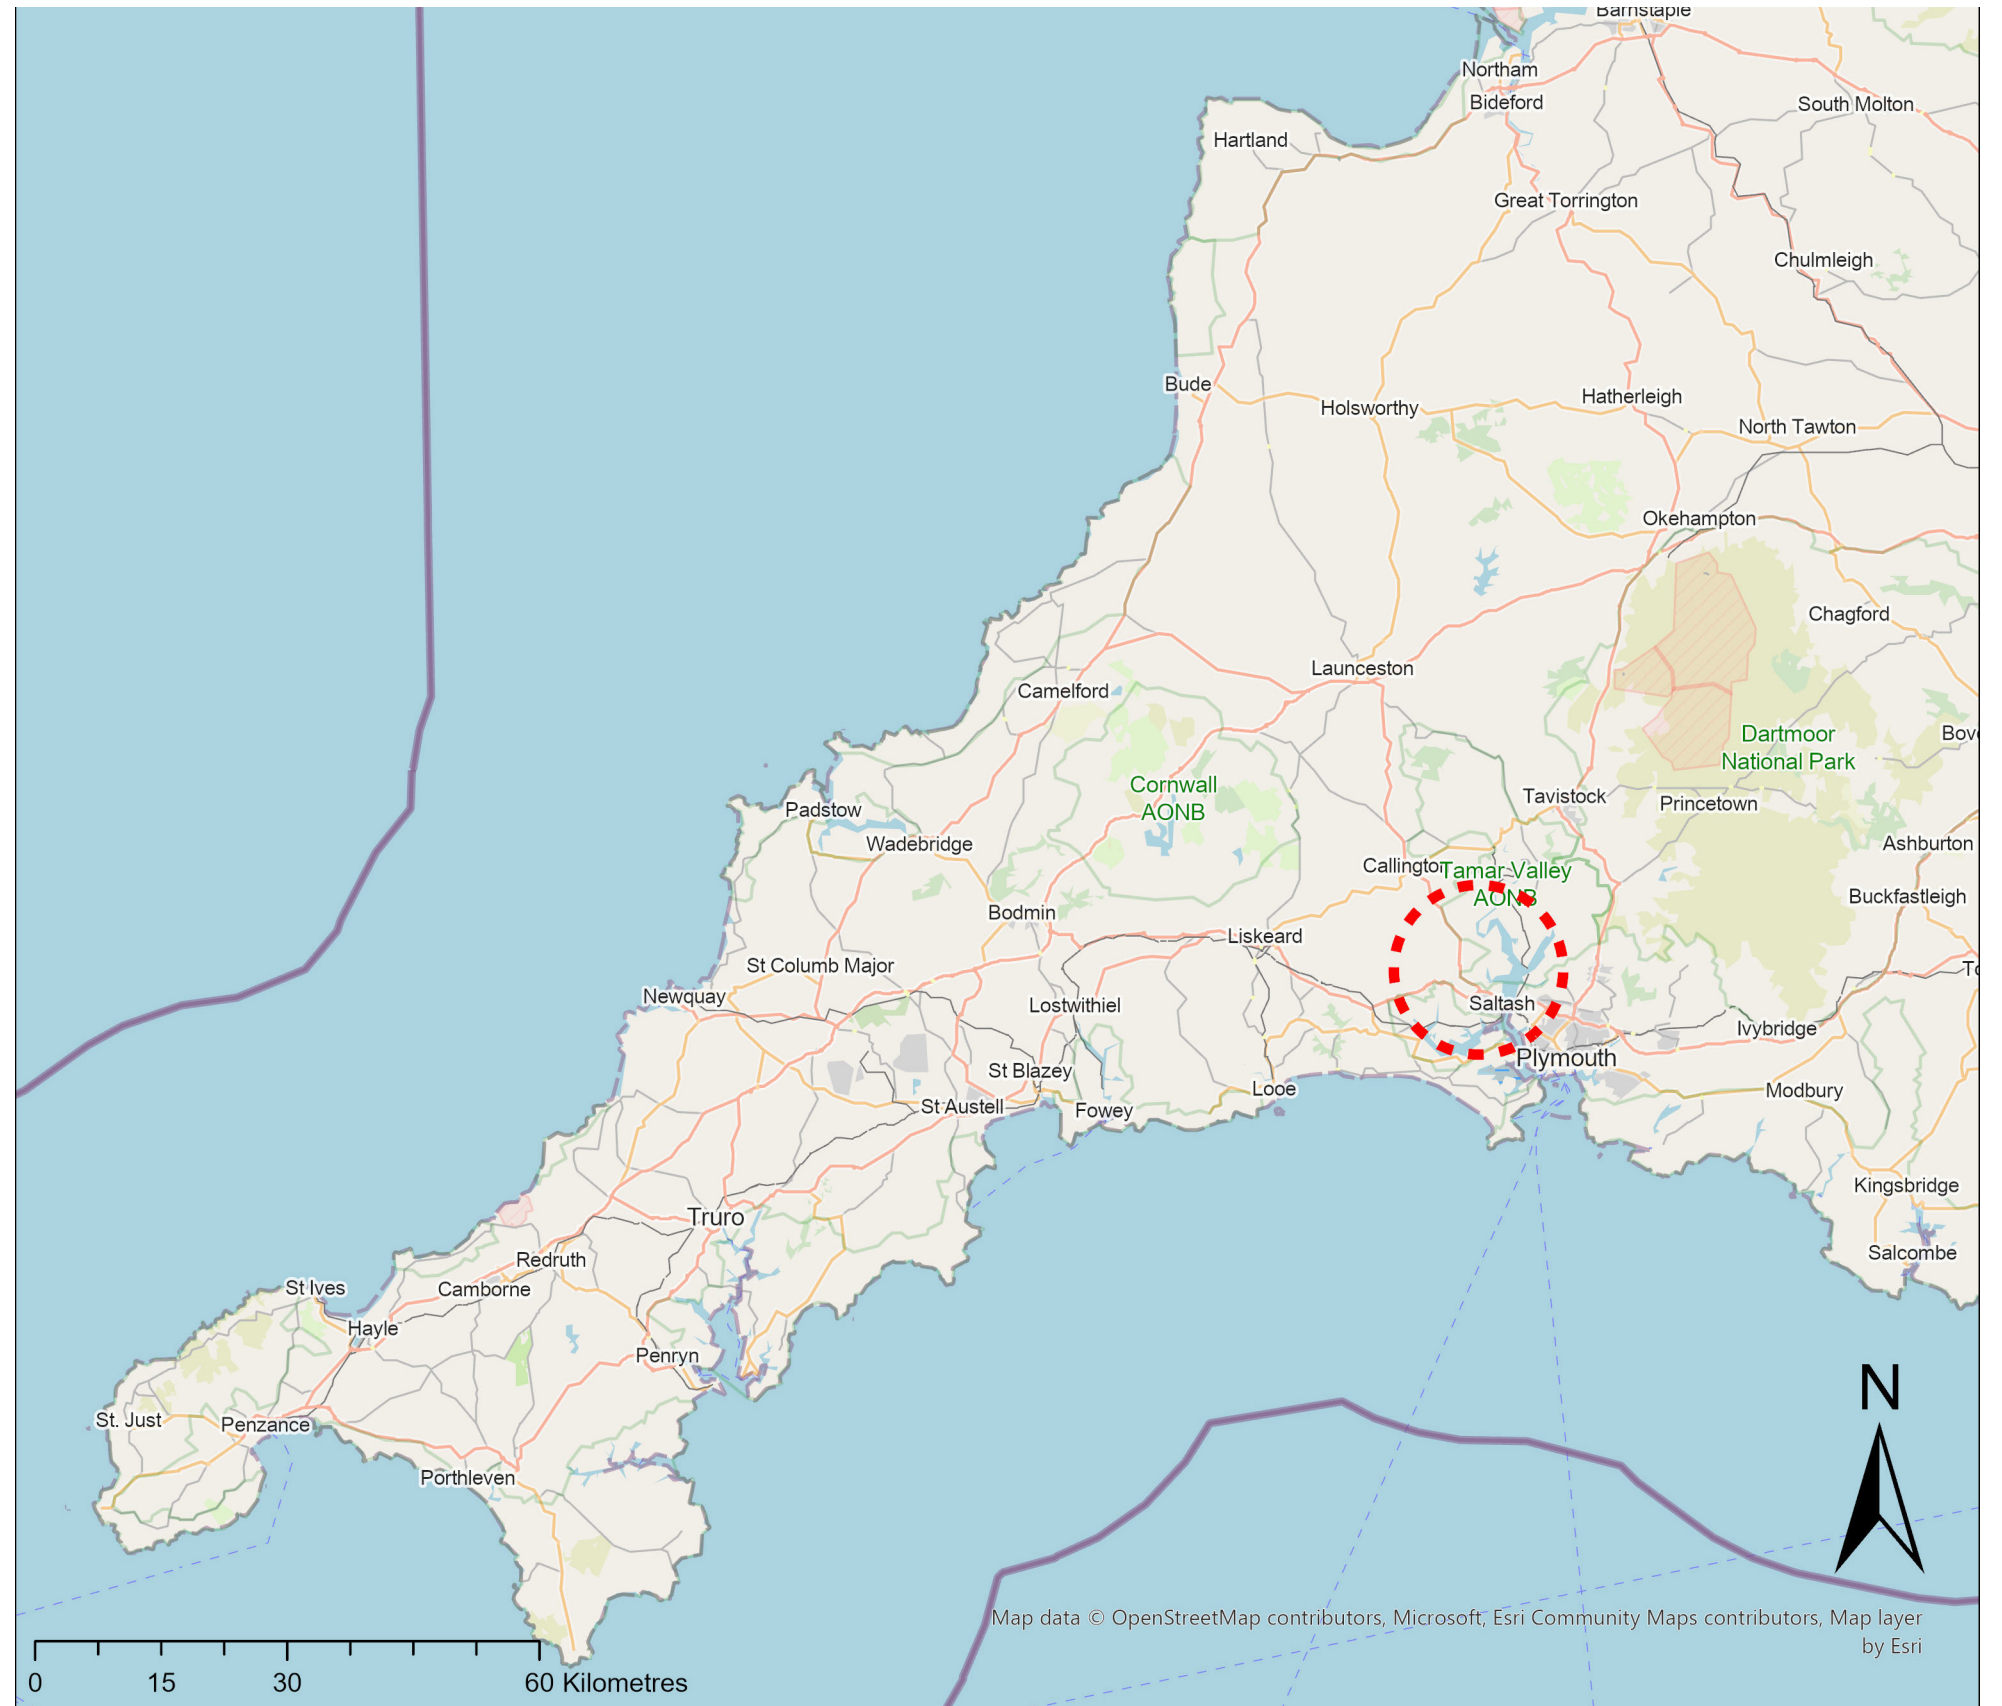 Barnstaple
Northam
Bideford
South Molton
Hartland
Great Torrington
Chulmleigh
Bude
Holsworthy
Hatherleigh
North Tawton
Okehampton
Chagford
Launceston
Camelford
Dartmoor
National Park
Bov
Cornwall
AONB
Tavistock
Princetown
Padstow
Wadebridge
Ashburton
Callington
Tamar Valley
AONB
Buckfastleigh
Bodmin
Liskeard
St Columb Major
To
Newquay
Lostwithiel
Saltash
Ivybridge
Plymouth
St Blazey
Looe
Modbury
St Austell
Fowey
Kingsbridge
Truro
Salcombe
Redruth
St Ives
Camborne
Hayle
Penryn
N
St. Just
Penzance
Porthleven
Map data © OpenStreetMap contributors, Microsoft, Esri Community Maps contributors, Map layer
by Esri
0 15 30 60 Kilometres